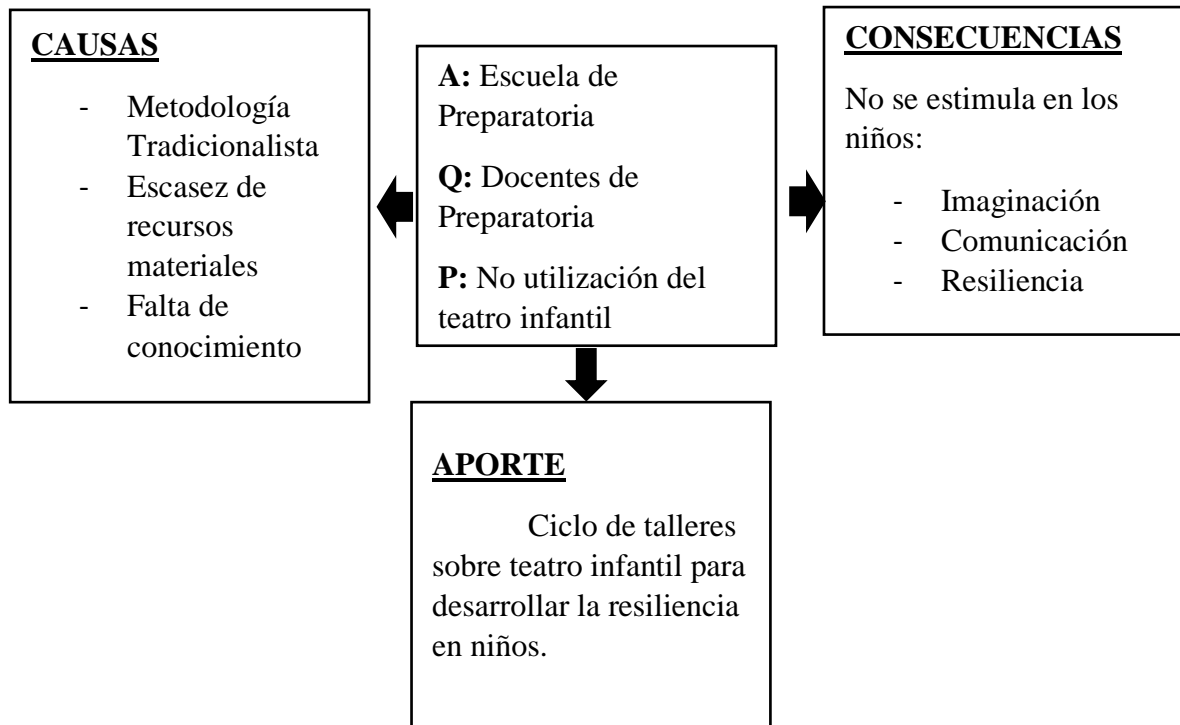 CAUSAS
- Metodología
Tradicionalista
- Escasez de
recursos
materiales
- Falta de
conocimiento
A: Escuela de
Preparatoria
Q: Docentes de
Preparatoria
P: No utilización del
teatro infantil
CONSECUENCIAS
No se estimula en los
niños:
- Imaginación
- Comunicación
- Resiliencia
APORTE
Ciclo de talleres
sobre teatro infantil para
desarrollar la resiliencia
en niños.